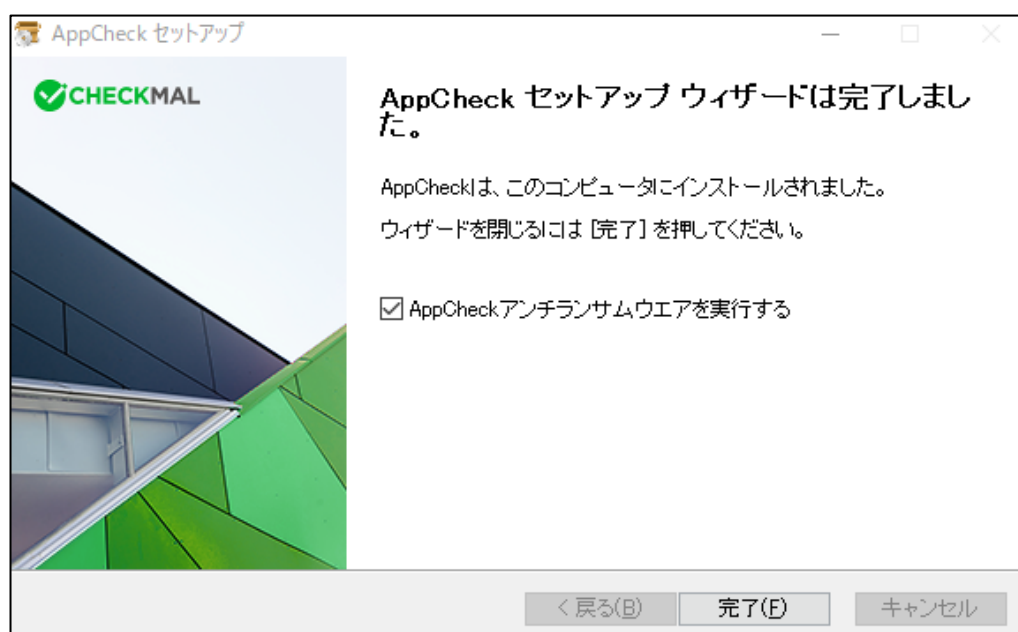 AppCheck セットアップ
CHECKMAL
AppCheck セットアップ ウィザードは完了しまし
た。
AppCheckは、このコンピュータにインストールされました。
ウィザードを閉じるには [完了] を押してください。
AppCheckアンチランサムウエアを実行する
< 戻る(B)
完了(F)
キャンセル